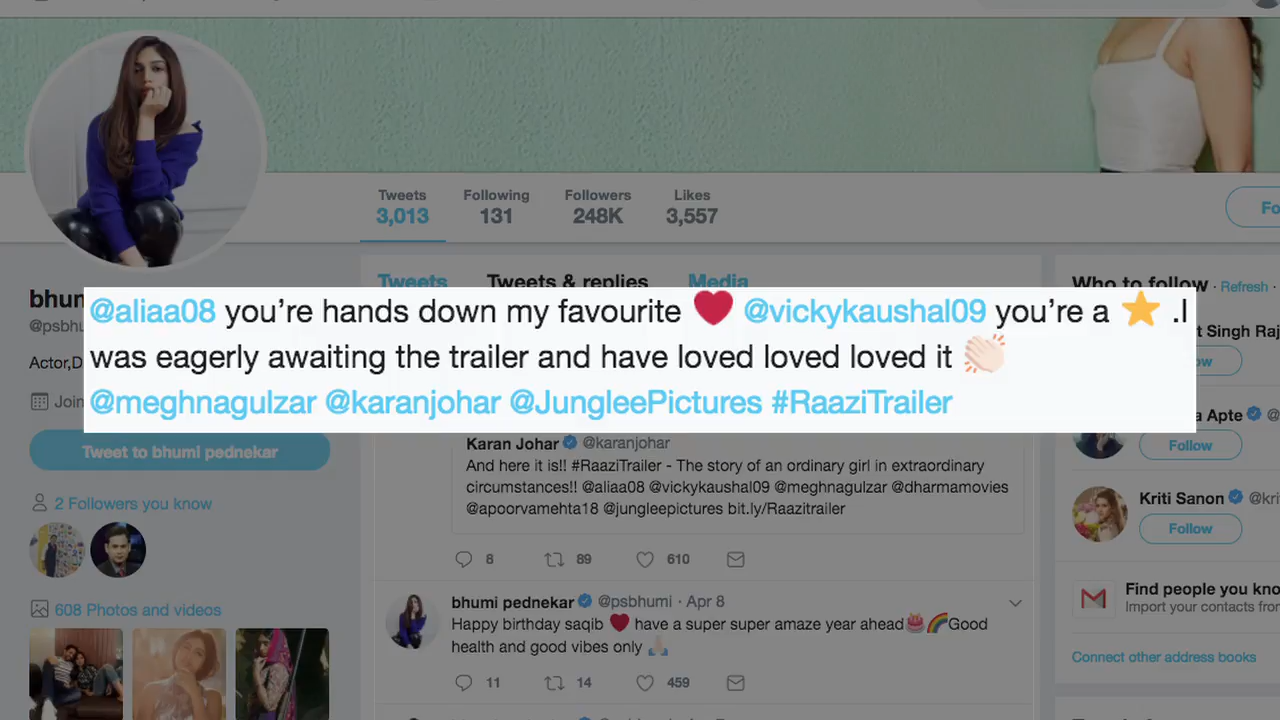 Tweets
3,013
Following
131
Followers
248K
Likes
3,557
Tweets Tweets & replies Media
Who to follow · Refresh
@aliaa08 you’re hands down my favourite ❤️ @vickykaushal09 you’re a ⭐ .I
was eagerly awaiting the trailer and have loved loved loved it 👏🏻
@meghnagulzar @karanjohar @JungleePictures #RaaziTrailer
Tweet to bhumi pednekar
2 Followers you know
608 Photos and videos
Karan Johar @karanjohar
And here it is!! #RaaziTrailer - The story of an ordinary girl in extraordinary
circumstances!! @aliaa08 @vickykaushal09 @meghnagulzar @dharmamovies
@apoorvamehta18 @jungleepictures bit.ly/Raazitrailer
8 89 610
bhumi pednekar @psbhumi · Apr 8
Happy birthday saqib ❤️ have a super super amaze year ahead🎂🌈Good
health and good vibes only 🙏🏻
11 14 459
Apte
Follow
Kriti Sanon
Follow
Find people you
Import your contacts from
Connect other address books